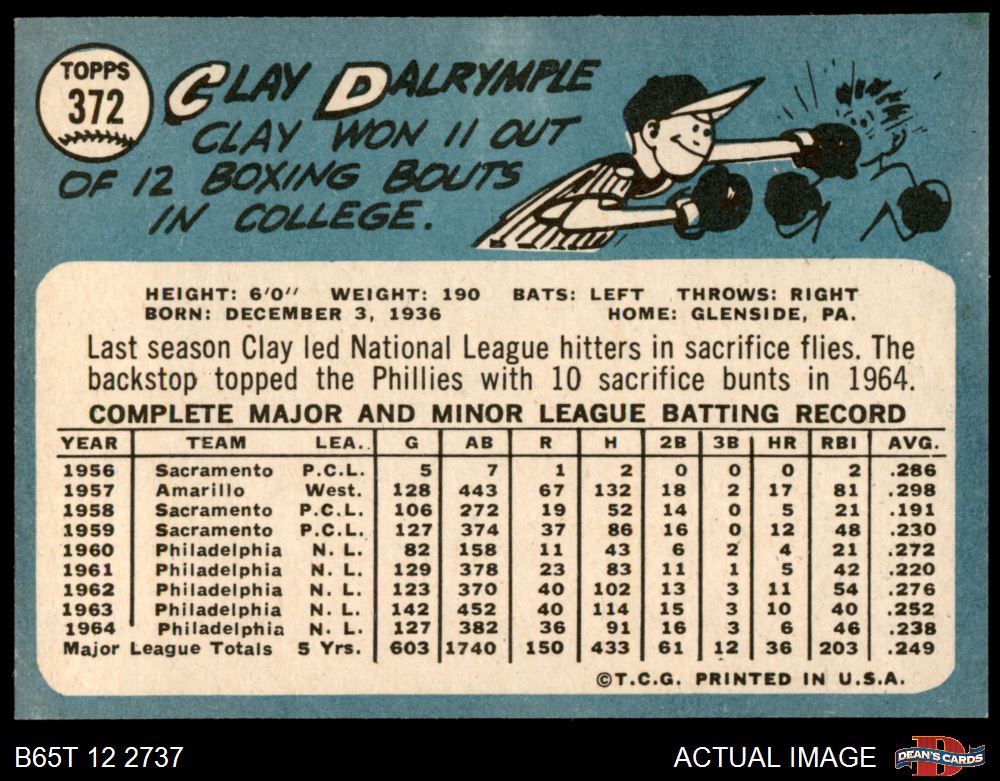 TOPPS
372
CLAY DALRYMPLE
CLAY WON 11 OUT
OF 12 BOXING BOUTS
IN COLLEGE.
HEIGHT: 6'0" WEIGHT: 190 BATS: LEFT THROWS: RIGHT
BORN: DECEMBER 3, 1936 HOME: GLENSIDE, PA.
Last season Clay led National League hitters in sacrifice flies. The
backstop topped the Phillies with 10 sacrifice bunts in 1964.
COMPLETE MAJOR AND MINOR LEAGUE BATTING RECORD
YEAR TEAM LEA. G AB R H 2B 3B HR RBI AVG.
1956 Sacramento P.C.L. 5 7 1 2 0 0 0 2 .286
1957 Amarillo West. 128 443 67 132 18 2 17 81 .298
1958 Sacramento P.C.L. 106 272 19 52 14 0 5 21 .191
1959 Sacramento P.C.L. 127 374 37 86 16 0 12 48 .230
1960 Philadelphia N. L. 82 158 11 43 6 2 4 21 .272
1961 Philadelphia N. L. 129 378 23 83 11 1 5 42 .220
1962 Philadelphia N. L. 123 370 40 102 13 3 11 54 .276
1963 Philadelphia N. L. 142 452 40 114 15 3 10 40 .252
1964 Philadelphia N. L. 127 382 36 91 16 3 6 46 .238
Major League Totals 5 Yrs. 603 1740 150 433 61 12 36 203 .249
©T.C.G. PRINTED IN U.S.A.
B65T 12 2737 ACTUAL IMAGE D DEAN'S CARDS